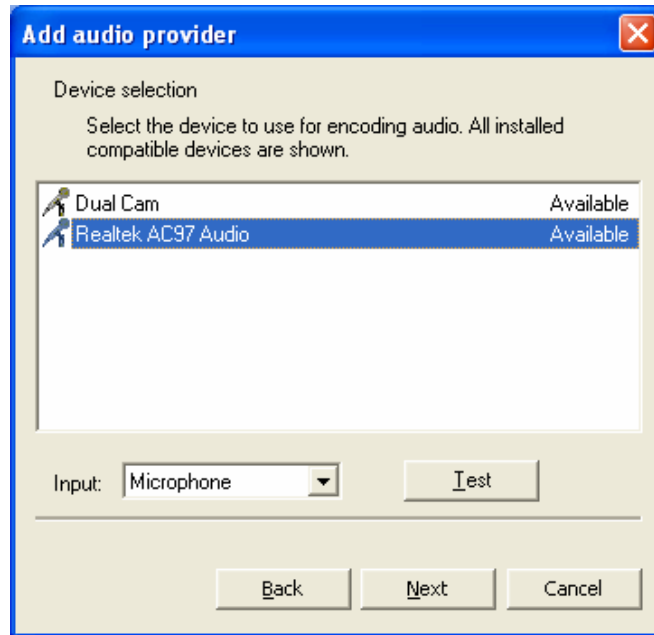 Add audio provider
Device selection
Select the device to use for encoding audio. All installed
compatible devices are shown.
Dual Cam Available
Realtek AC97 Audio Available
Input: Microphone Test
Back Next Cancel